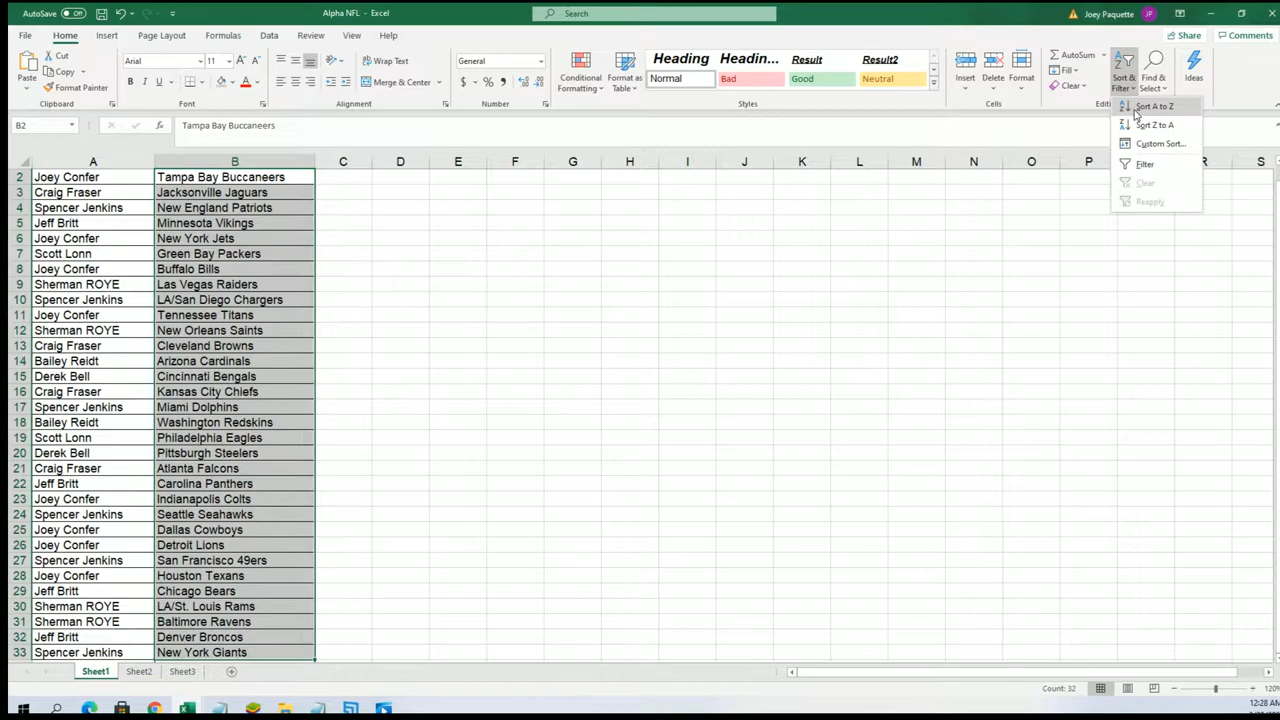 AutoSave Off Alpha NFL - Excel Search Joey Paquette JP
File Home Insert Page Layout Formulas Data Review View Help Share Comments
Paste Cut Copy Format Painter Clipboard
Arial 11 B I U A Font
Wrap Text Merge & Center Alignment
General $ % Number
Conditional Formatting Format as Table
Heading Headin... Result Result2
Normal Bad Good Neutral
Styles
Insert Delete Format Cells
AutoSum Fill Clear
Sort & Filter Find & Select Ideas
Sort A to Z
Sort Z to A
Custom Sort...
Filter
Clear
Reapply
B2 fx Tampa Bay Buccaneers
A B C D E F G H I J K L M N O P R S
2 Joey Confer Tampa Bay Buccaneers
3 Craig Fraser Jacksonville Jaguars
4 Spencer Jenkins New England Patriots
5 Jeff Britt Minnesota Vikings
6 Joey Confer New York Jets
7 Scott Lonn Green Bay Packers
8 Joey Confer Buffalo Bills
9 Sherman ROYE Las Vegas Raiders
10 Spencer Jenkins LA/San Diego Chargers
11 Joey Confer Tennessee Titans
12 Sherman ROYE New Orleans Saints
13 Craig Fraser Cleveland Browns
14 Bailey Reidt Arizona Cardinals
15 Derek Bell Cincinnati Bengals
16 Craig Fraser Kansas City Chiefs
17 Spencer Jenkins Miami Dolphins
18 Bailey Reidt Washington Redskins
19 Scott Lonn Philadelphia Eagles
20 Derek Bell Pittsburgh Steelers
21 Craig Fraser Atlanta Falcons
22 Jeff Britt Carolina Panthers
23 Joey Confer Indianapolis Colts
24 Spencer Jenkins Seattle Seahawks
25 Joey Confer Dallas Cowboys
26 Joey Confer Detroit Lions
27 Spencer Jenkins San Francisco 49ers
28 Joey Confer Houston Texans
29 Jeff Britt Chicago Bears
30 Sherman ROYE LA/St. Louis Rams
31 Sherman ROYE Baltimore Ravens
32 Jeff Britt Denver Broncos
33 Spencer Jenkins New York Giants
Sheet1 Sheet2 Sheet3
Count: 32 120%
12:28 AM